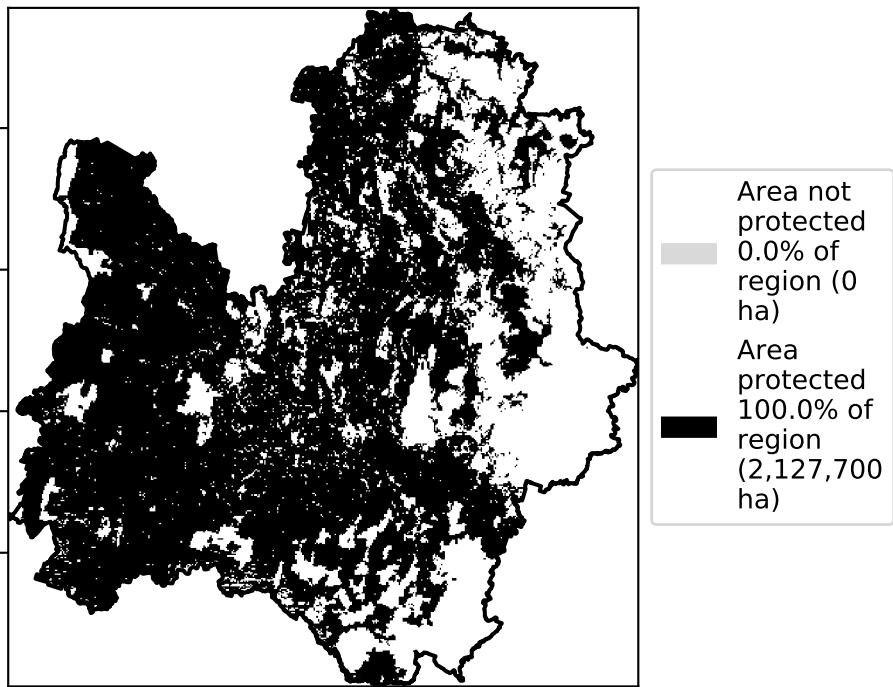 Area not
protected
0.0% of
region (0
ha)
Area
protected
100.0% of
region
(2,127,700
ha)